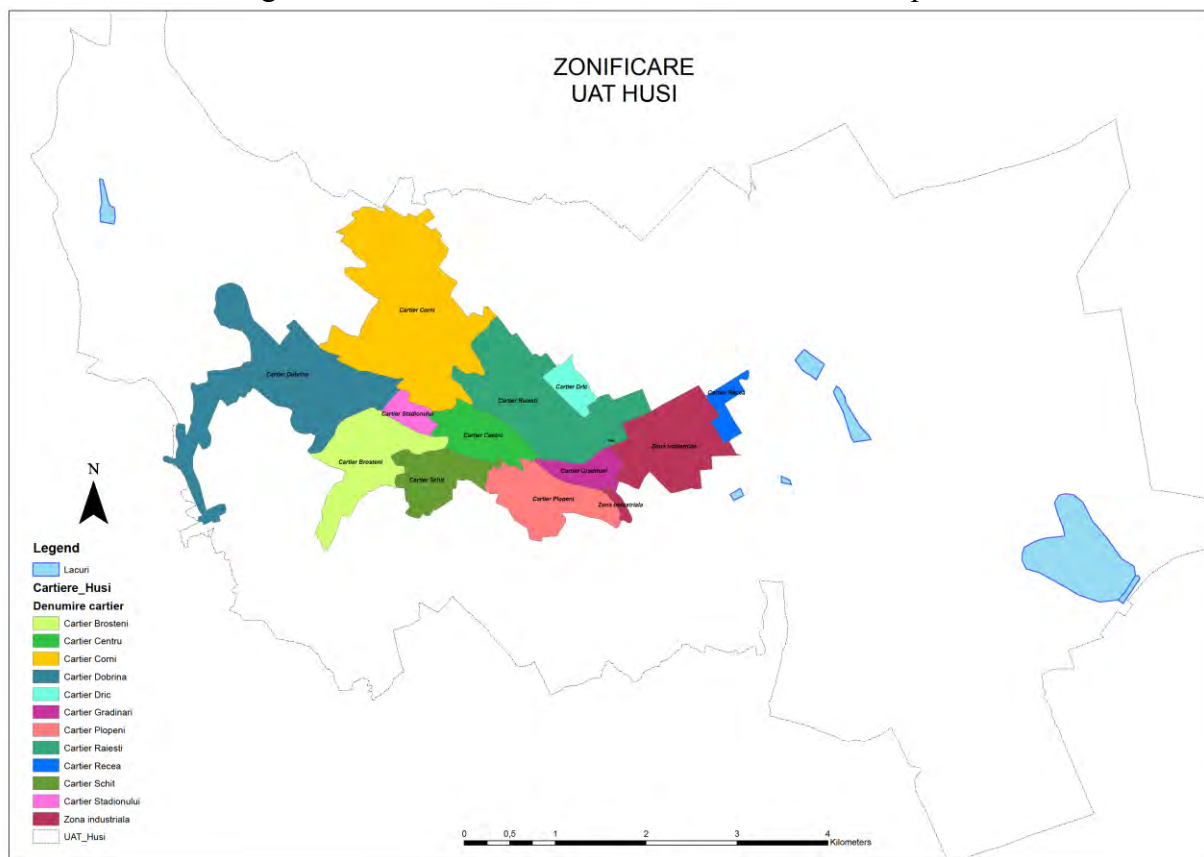 ZONIFICARE
UAT HUSI
Cartier Corni
Cartier Dobrina
Cartier Dric
Cartier Recea
Cartier Raiesti
Cartier Stadionului
Cartier Centru
Zona industriala
Cartier Brosteni
Cartier Gradinari
Cartier Schit
Cartier Plopeni
Zona industriala
N
Legend
Lacuri
Cartiere_Husi
Denumire cartier
Cartier Brosteni
Cartier Centru
Cartier Corni
Cartier Dobrina
Cartier Dric
Cartier Gradinari
Cartier Plopeni
Cartier Raiesti
Cartier Recea
Cartier Schit
Cartier Stadionului
Zona industriala
UAT_Husi
0 0,5 1 2 3 4
Kilometers